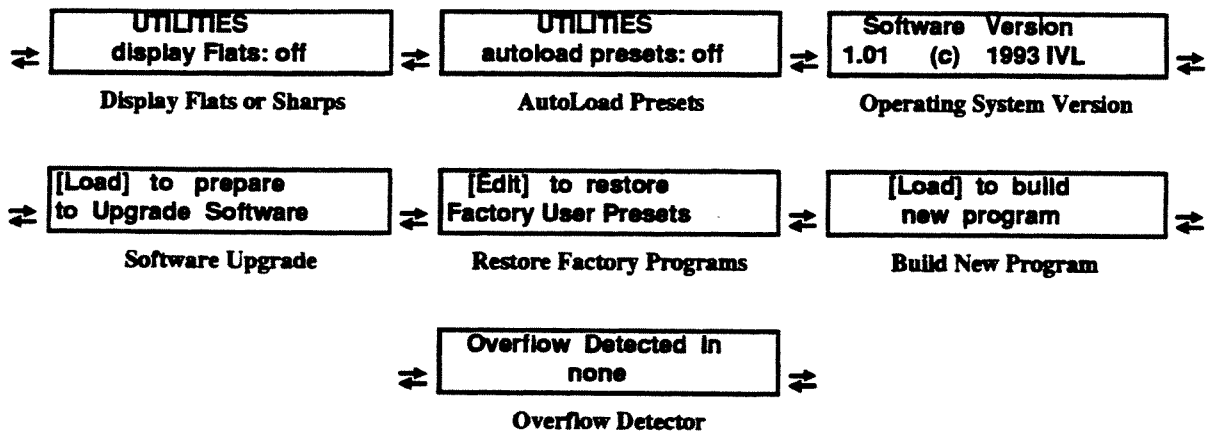 UTILITIES
display Flats: off
Display Flats or Sharps
UTILITIES
autoload presets: off
AutoLoad Presets
Software Version
1.01 (c) 1993 IVL
Operating System Version
[Load] to prepare
to Upgrade Software
Software Upgrade
[Edit] to restore
Factory User Presets
Restore Factory Programs
[Load] to build
new program
Build New Program
Overflow Detected in
none
Overflow Detector